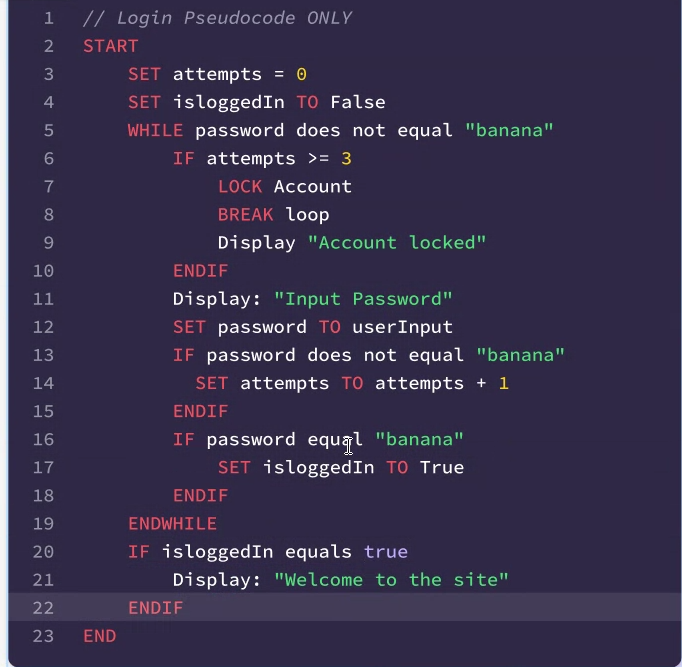 1 // Login Pseudocode ONLY
2 START
3 SET attempts = 0
4 SET isloggedIn TO False
5 WHILE password does not equal "banana"
6 IF attempts >= 3
7 LOCK Account
8 BREAK loop
9 Display "Account locked"
10 ENDIF
11 Display: "Input Password"
12 SET password TO userInput
13 IF password does not equal "banana"
14 SET attempts TO attempts + 1
15 ENDIF
16 IF password equal "banana"
17 SET isloggedIn TO True
18 ENDIF
19 ENDWHILE
20 IF isloggedIn equals true
21 Display: "Welcome to the site"
22 ENDIF
23 END